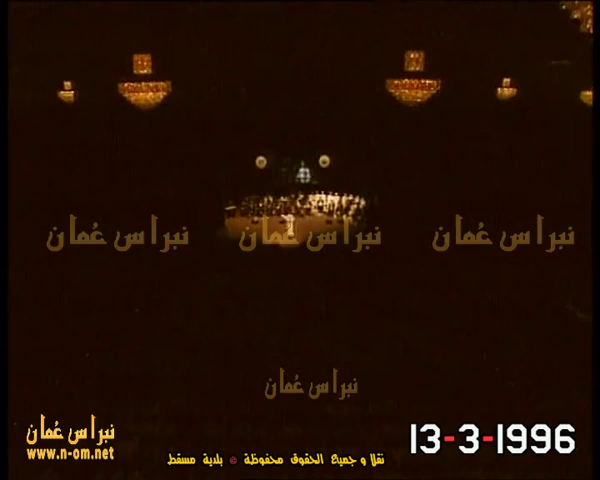 نبراس عُمان نبراس عُمان نبراس عُمان
نبراس عُمان
نبراس عُمان
www.n-om.net
نقلا و جميع الحقوق محفوظة © بلدية مسقط
13-3-1996